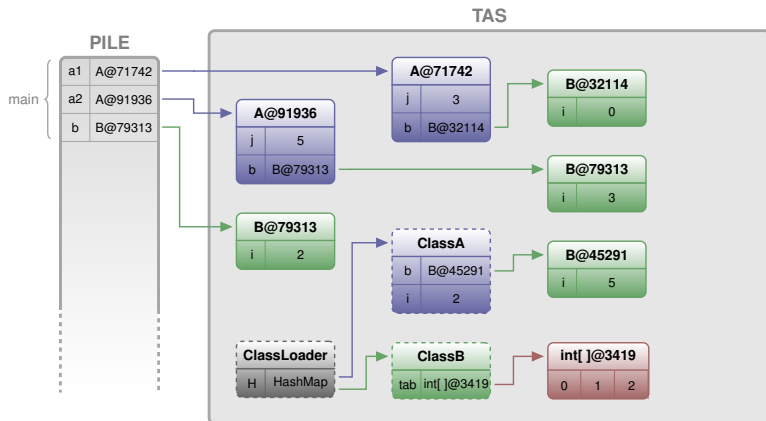 TAS
PILE
main
a1 A@71742
a2 A@91936
b B@79313
A@71742
j 3
b B@32114
B@32114
i 0
A@91936
j 5
b B@79313
B@79313
i 3
B@79313
i 2
ClassA
b B@45291
i 2
B@45291
i 5
ClassLoader
H HashMap
ClassB
tab int[ ]@3419
int[ ]@3419
0 1 2